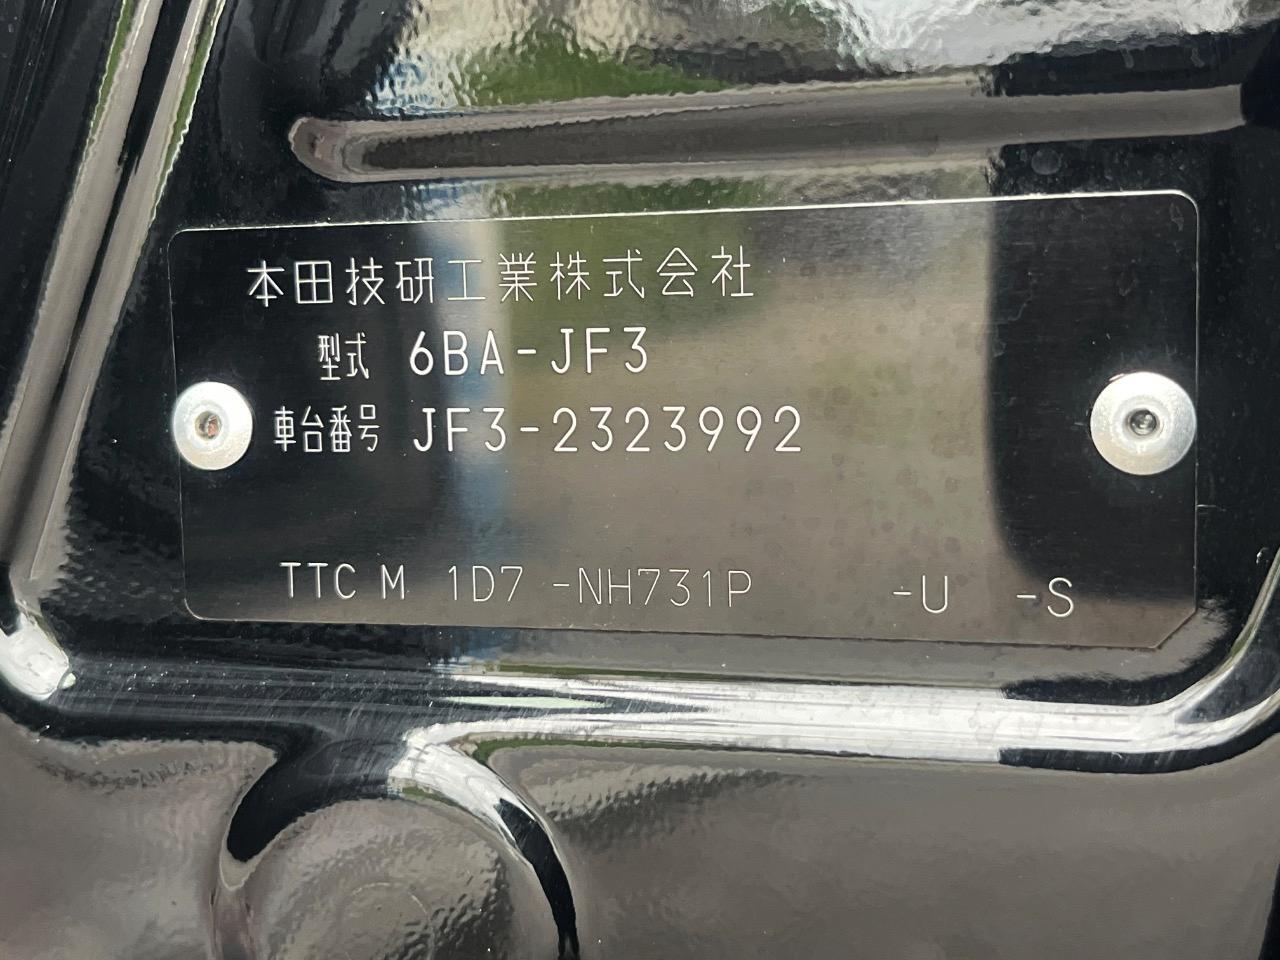 本田技研工業株式会社
型式 6BA-JF3
車台番号 JF3-2323992
TTC M 1D7 -NH731P -U -S